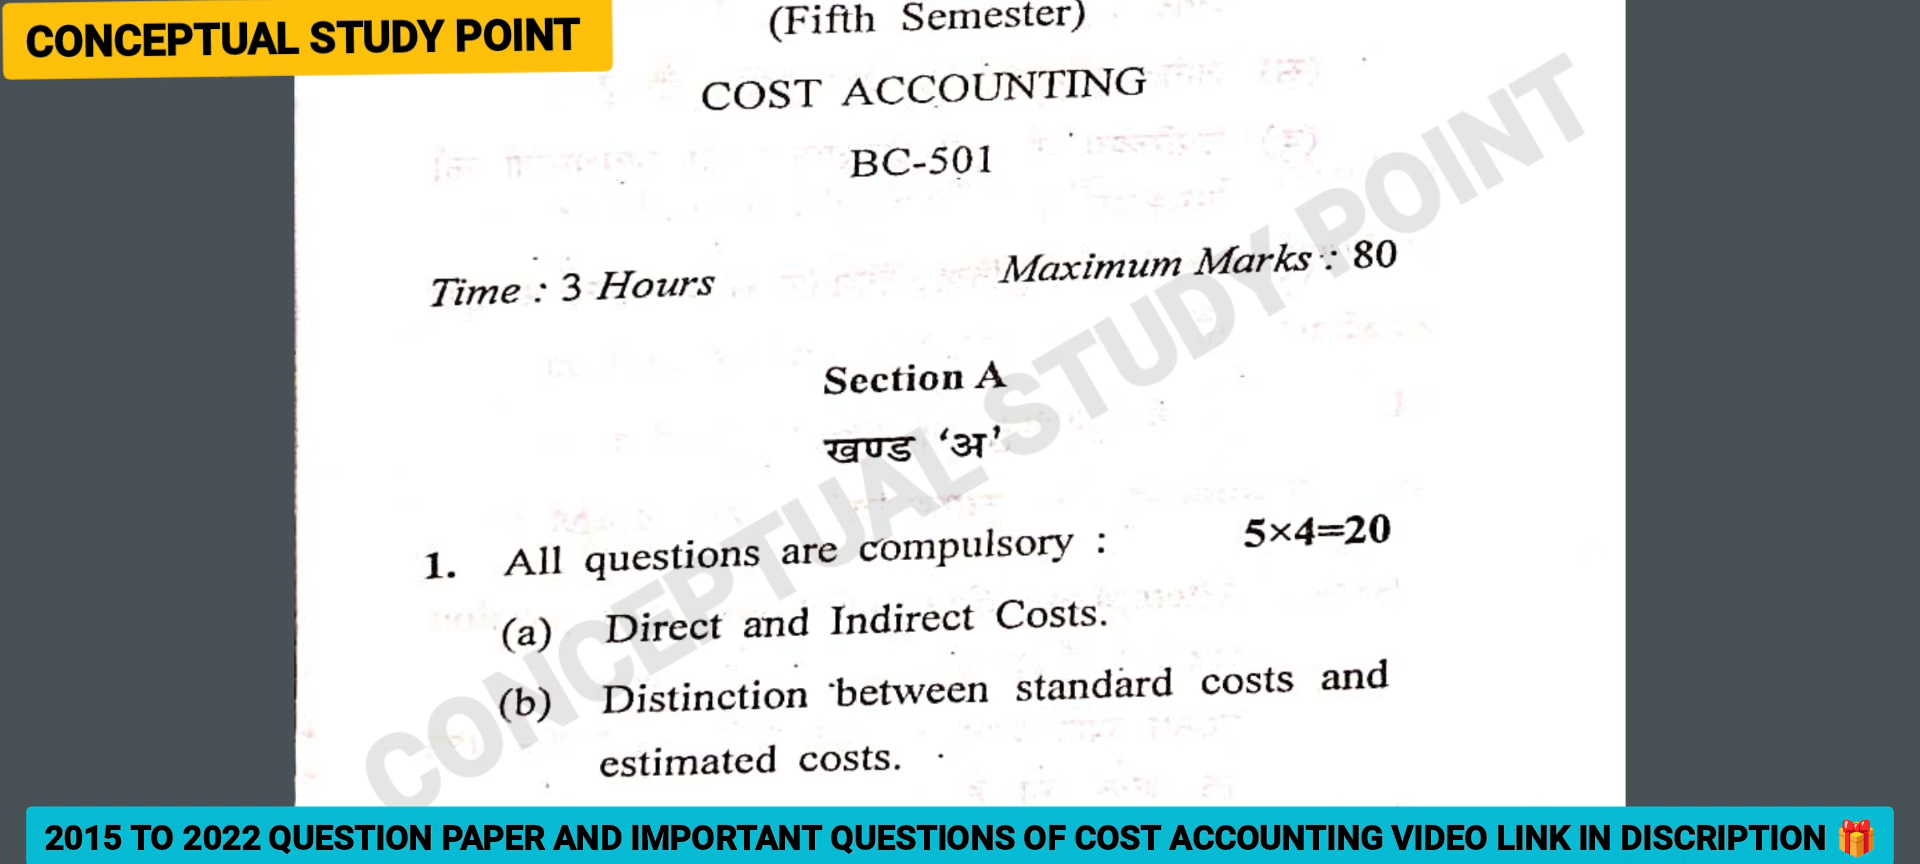 CONCEPTUAL STUDY POINT
(Fifth Semester)
COST ACCOUNTING
BC-501
Time : 3 Hours Maximum Marks : 80
Section A
खण्ड ‘अ’
1. All questions are compulsory : 5×4=20
(a) Direct and Indirect Costs.
(b) Distinction between standard costs and
estimated costs.
CONCEPTUAL STUDY POINT
2015 TO 2022 QUESTION PAPER AND IMPORTANT QUESTIONS OF COST ACCOUNTING VIDEO LINK IN DISCRIPTION 🎁